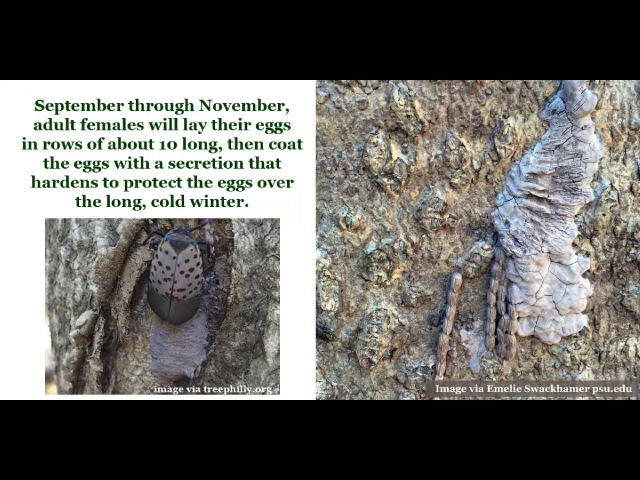 September through November,
adult females will lay their eggs
in rows of about 10 long, then coat
the eggs with a secretion that
hardens to protect the eggs over
the long, cold winter.
image via treephilly.org
Image via Emelie Swackhamer psu.edu